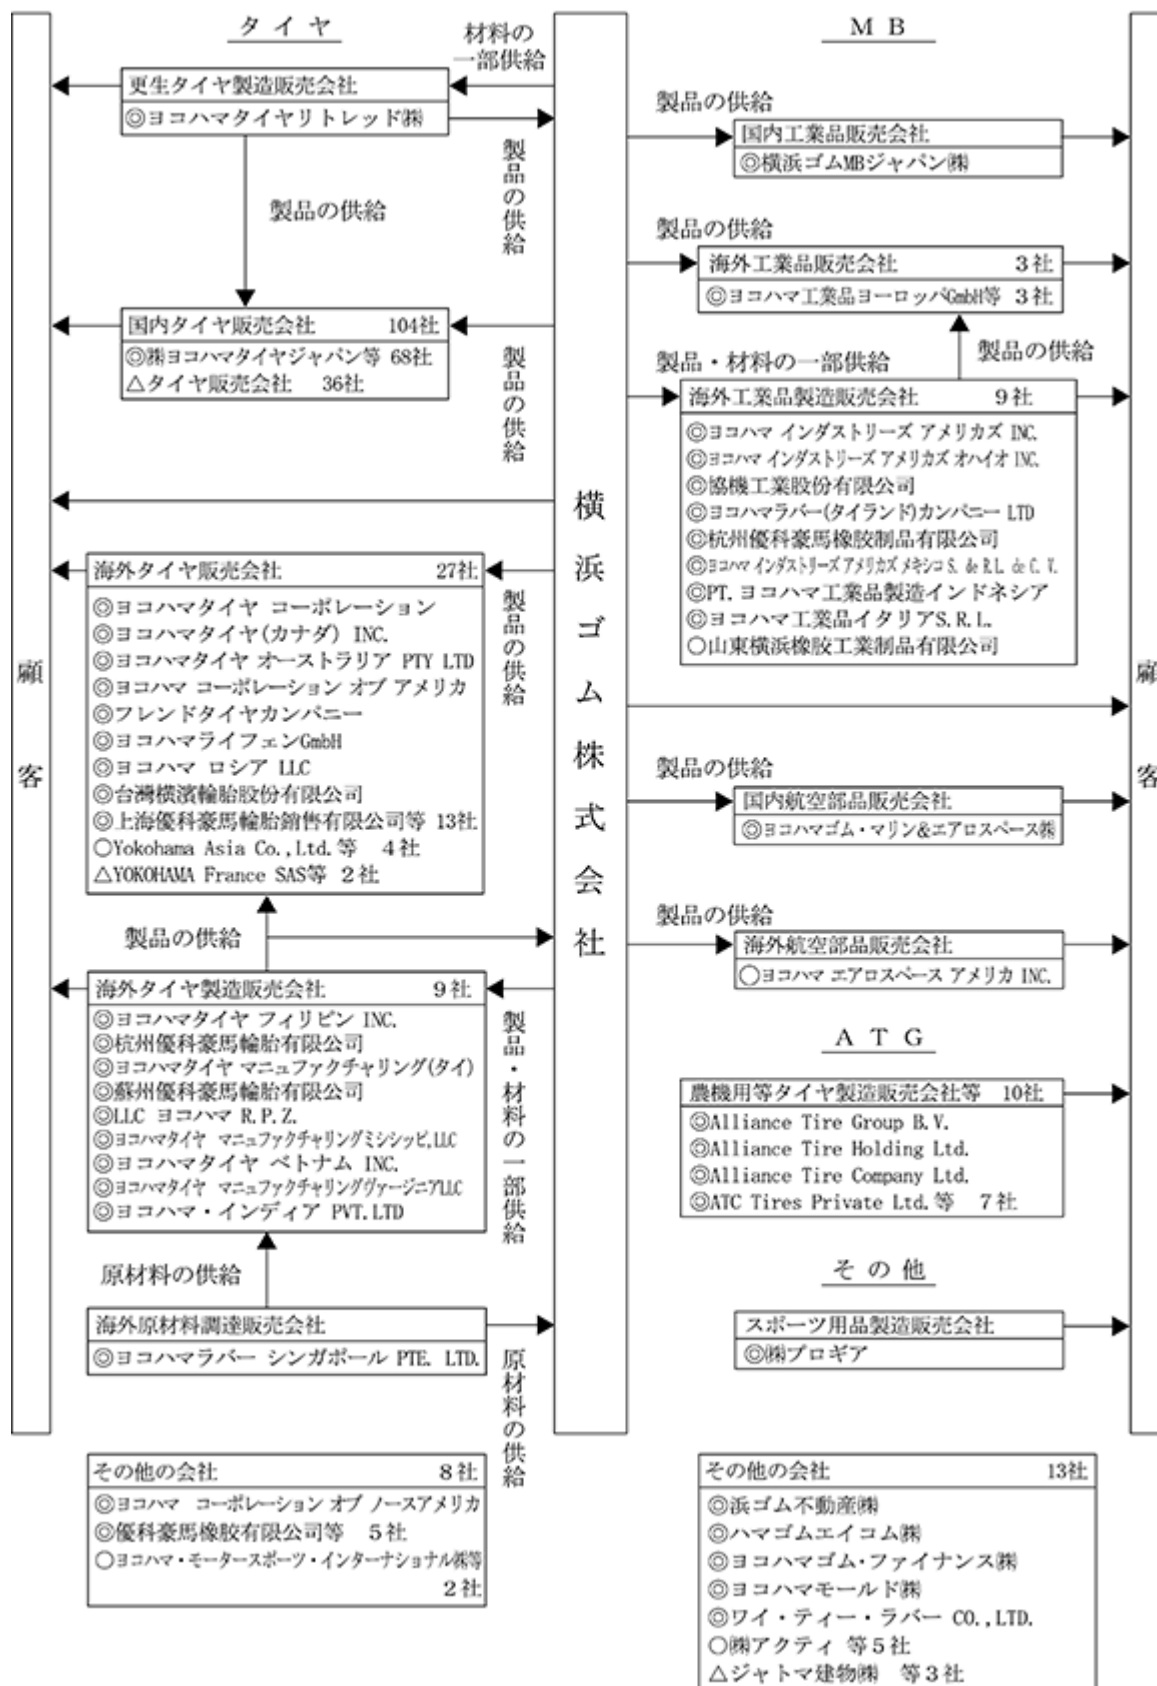 タイヤ
材料の
一部供給
更生タイヤ製造販売会社
◎ヨコハマタイヤリトレッド㈱
製品の供給
製品の供給
国内タイヤ販売会社 104社
◎㈱ヨコハマタイヤジャパン等 68社
△タイヤ販売会社 36社
製品の供給
海外タイヤ販売会社 27社
◎ヨコハマタイヤ コーポレーション
◎ヨコハマタイヤ(カナダ) INC.
◎ヨコハマタイヤ オーストラリア PTY LTD
◎ヨコハマ コーポレーション オブ アメリカ
◎フレンドタイヤカンパニー
◎ヨコハマライフェンGmbH
◎ヨコハマ ロシア LLC
◎台灣橫濱輪胎股份有限公司
◎上海優科豪馬輪胎銷售有限公司等 13社
○Yokohama Asia Co.,Ltd.等 4社
△YOKOHAMA France SAS等 2社
製品の供給
製品の供給
海外タイヤ製造販売会社 9社
◎ヨコハマタイヤ フィリピン INC.
◎杭州優科豪馬輪胎有限公司
◎ヨコハマタイヤ マニュファクチャリング(タイ)
◎蘇州優科豪馬輪胎有限公司
◎LLC ヨコハマ R.P.Z.
◎ヨコハマタイヤ マニュファクチャリングミシシッピ,LLC
◎ヨコハマタイヤ ベトナム INC.
◎ヨコハマタイヤ マニュファクチャリングヴァージニアLLC
◎ヨコハマ・インディア PVT.LTD
製品・材料の一部供給
原材料の供給
海外原材料調達販売会社
◎ヨコハマラバー シンガポール PTE. LTD.
原材料の供給
その他の会社 8社
◎ヨコハマ コーポレーション オブ ノースアメリカ
◎優科豪馬橡胶有限公司等 5社
○ヨコハマ・モータースポーツ・インターナショナル㈱等
2社
顧客
横浜ゴム株式会社
MB
製品の供給
国内工業品販売会社
◎横浜ゴムMBジャパン㈱
製品の供給
海外工業品販売会社 3社
◎ヨコハマ工業品ヨーロッパGmbH等 3社
製品・材料の一部供給
製品の供給
海外工業品製造販売会社 9社
◎ヨコハマ インダストリーズ アメリカズ INC.
◎ヨコハマ インダストリーズ アメリカズ オハイオ INC.
◎協機工業股份有限公司
◎ヨコハマラバー(タイランド)カンパニー LTD
◎杭州優科豪馬橡胶制品有限公司
◎ヨコハマ インダストリーズ アメリカズ メキシコ S. de R.L. de C. V.
◎PT. ヨコハマ工業品製造インドネシア
◎ヨコハマ工業品イタリアS.R.L.
○山東横浜橡胶工業制品有限公司
製品の供給
国内航空部品販売会社
◎ヨコハマゴム・マリン&エアロスペース㈱
製品の供給
海外航空部品販売会社
○ヨコハマ エアロスペース アメリカ INC.
ATG
農機用等タイヤ製造販売会社等 10社
◎Alliance Tire Group B.V.
◎Alliance Tire Holding Ltd.
◎Alliance Tire Company Ltd.
◎ATC Tires Private Ltd.等 7社
その他
スポーツ用品製造販売会社
◎㈱プロギア
その他の会社 13社
◎浜ゴム不動産㈱
◎ハマゴムエイコム㈱
◎ヨコハマゴム・ファイナンス㈱
◎ヨコハマモールド㈱
◎ワイ・ティー・ラバー CO.,LTD.
○㈱アクティ 等5社
△ジャトマ建物㈱ 等3社
顧客